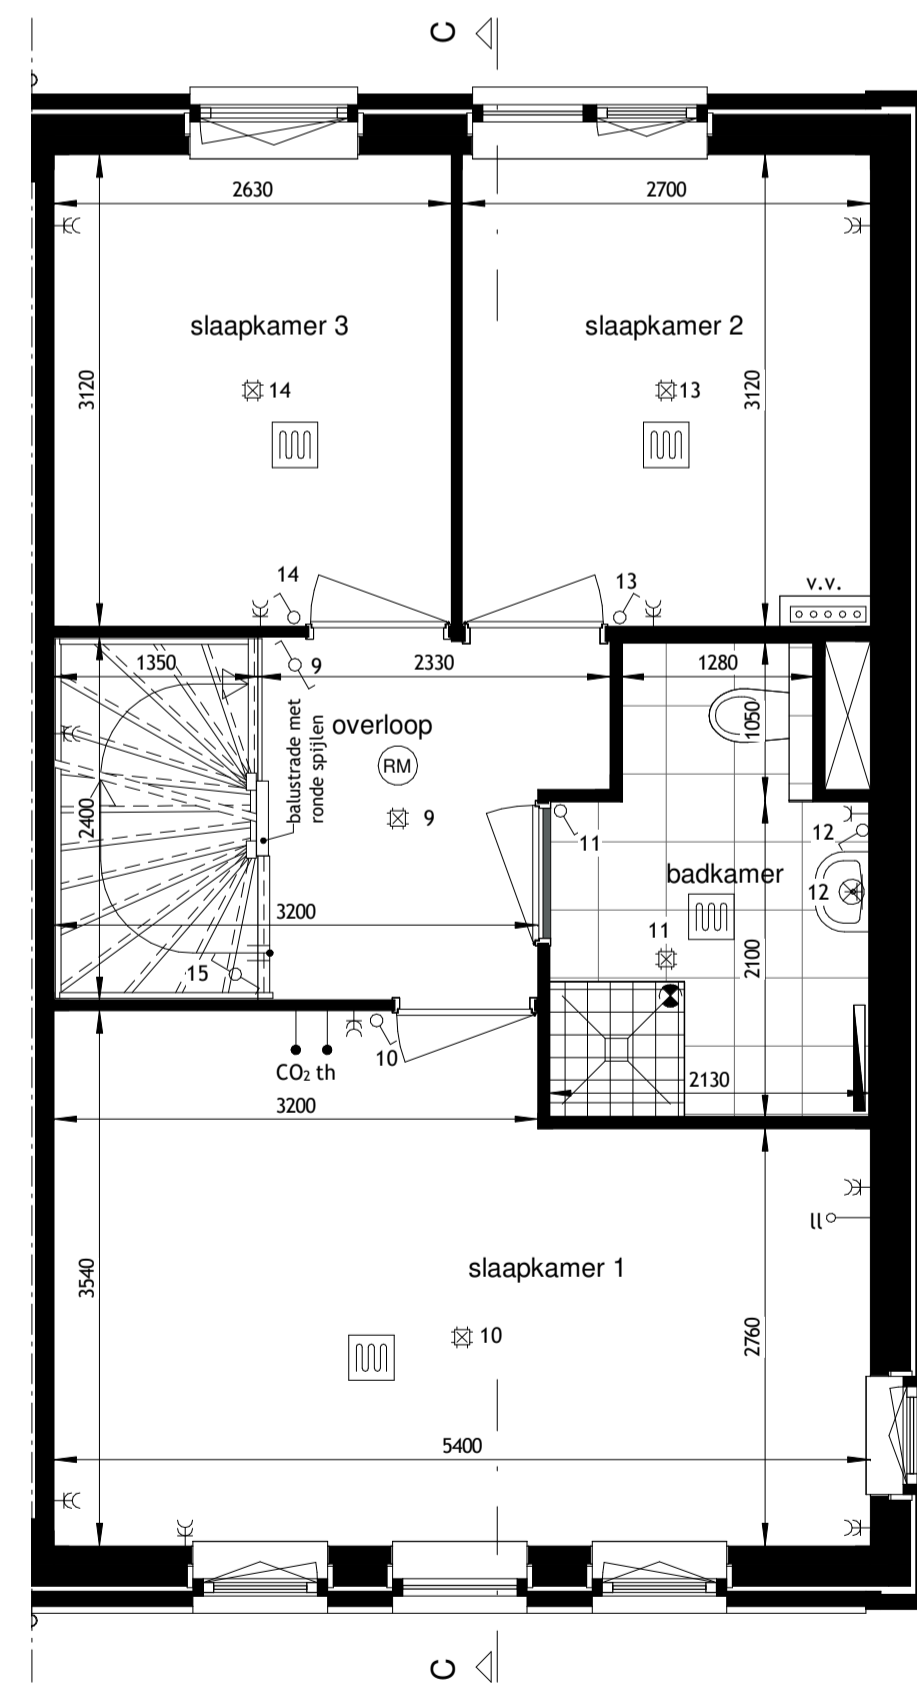 C
2630
2700
slaapkamer 3
slaapkamer 2
3120
14
13
3120
14
13
v.v.
1350
9
2330
1280
1050
balustrade met
ronde spijlen
overloop
RM
2400
9
11
12
badkamer
12
3200
11
2100
15
10
CO₂ th
2130
3200
ll
slaapkamer 1
3540
10
2760
5400
C